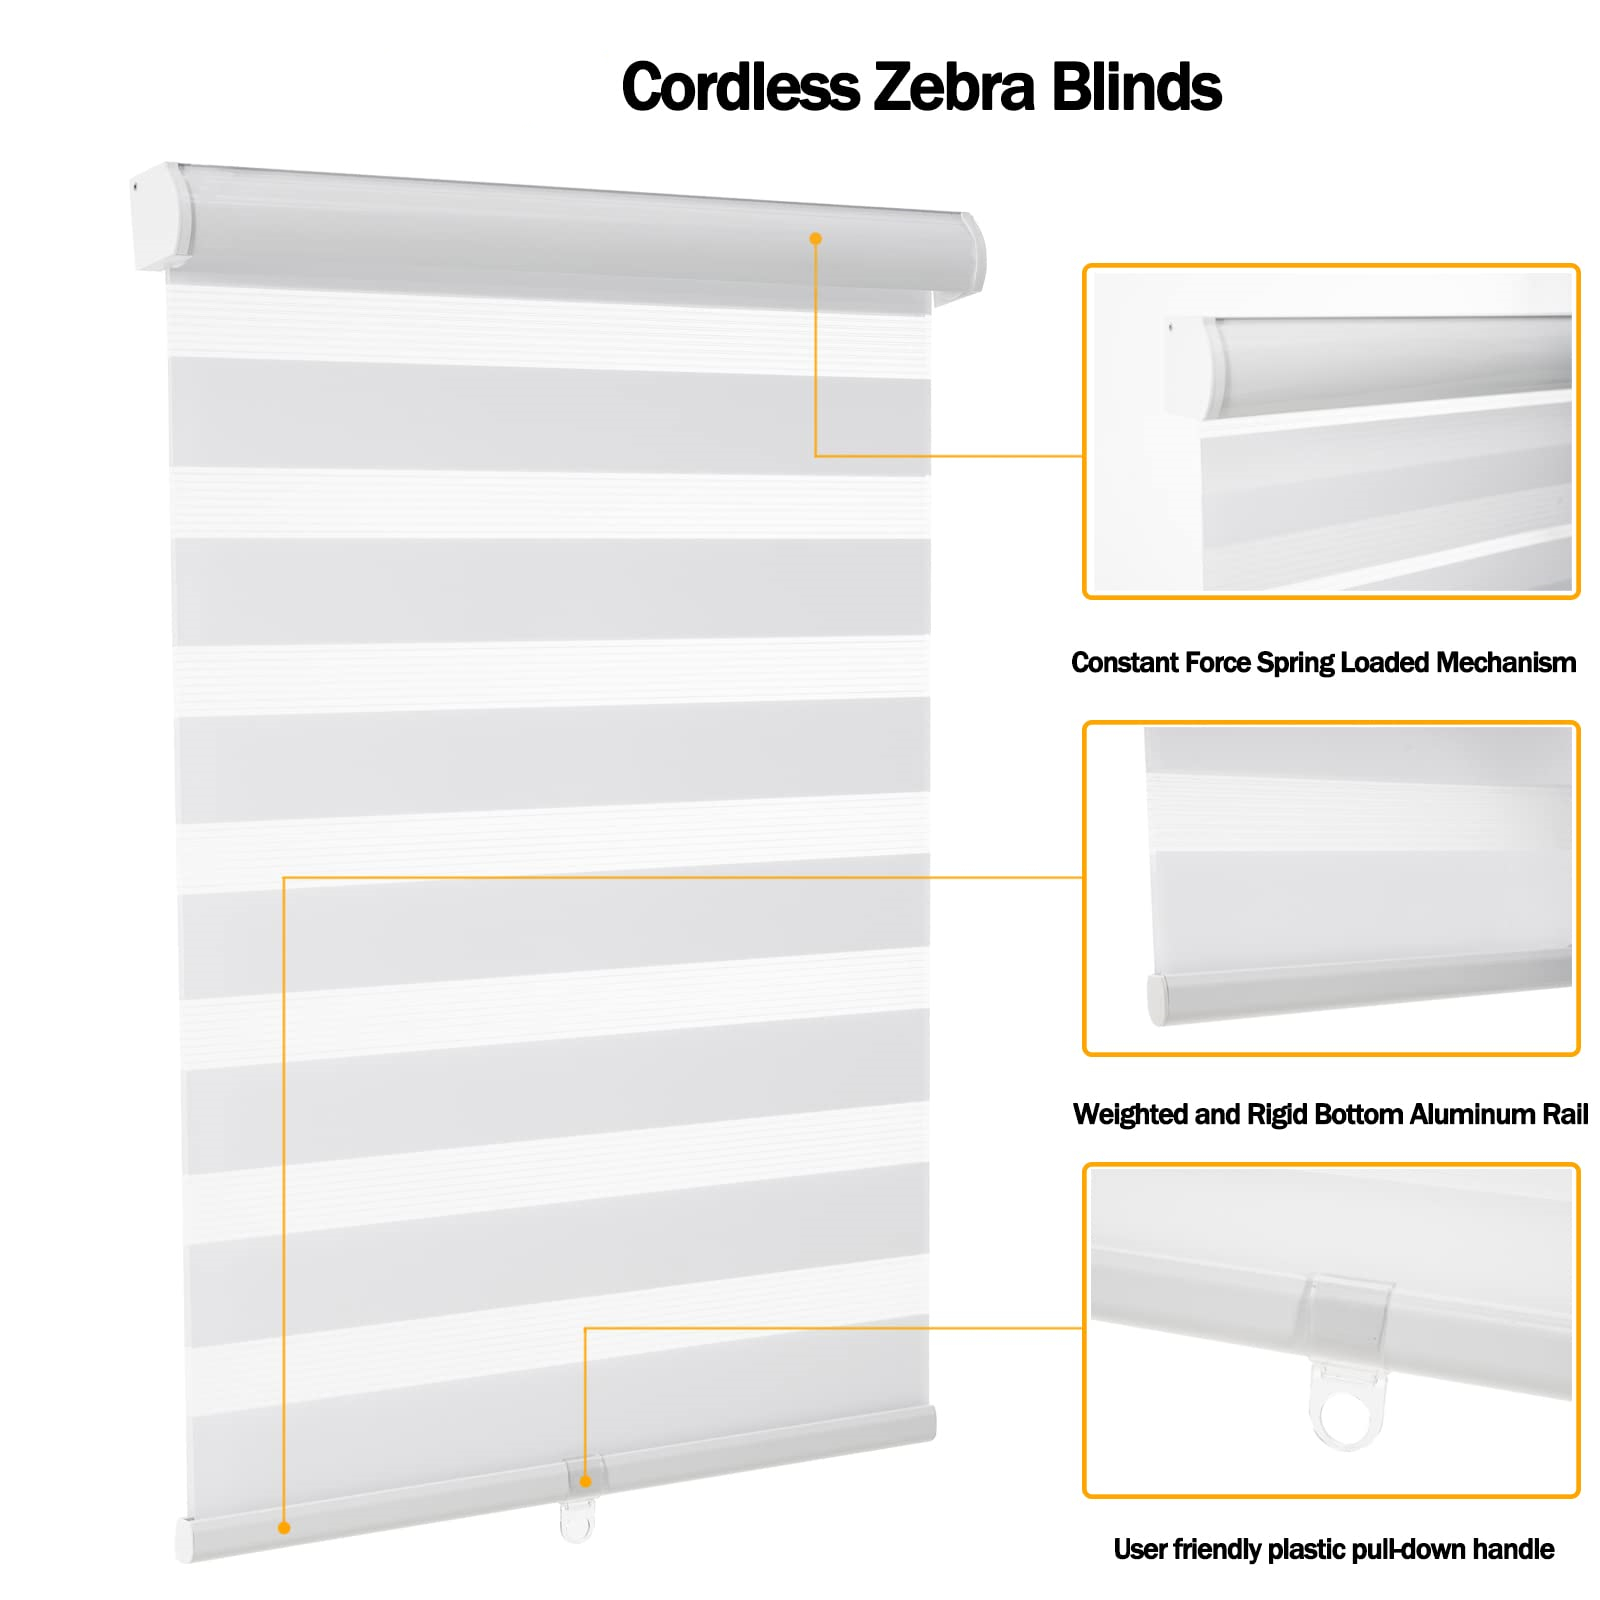 Cordless Zebra Blinds
Constant Force Spring Loaded Mechanism
Weighted and Rigid Bottom Aluminum Rail
User friendly plastic pull-down handle